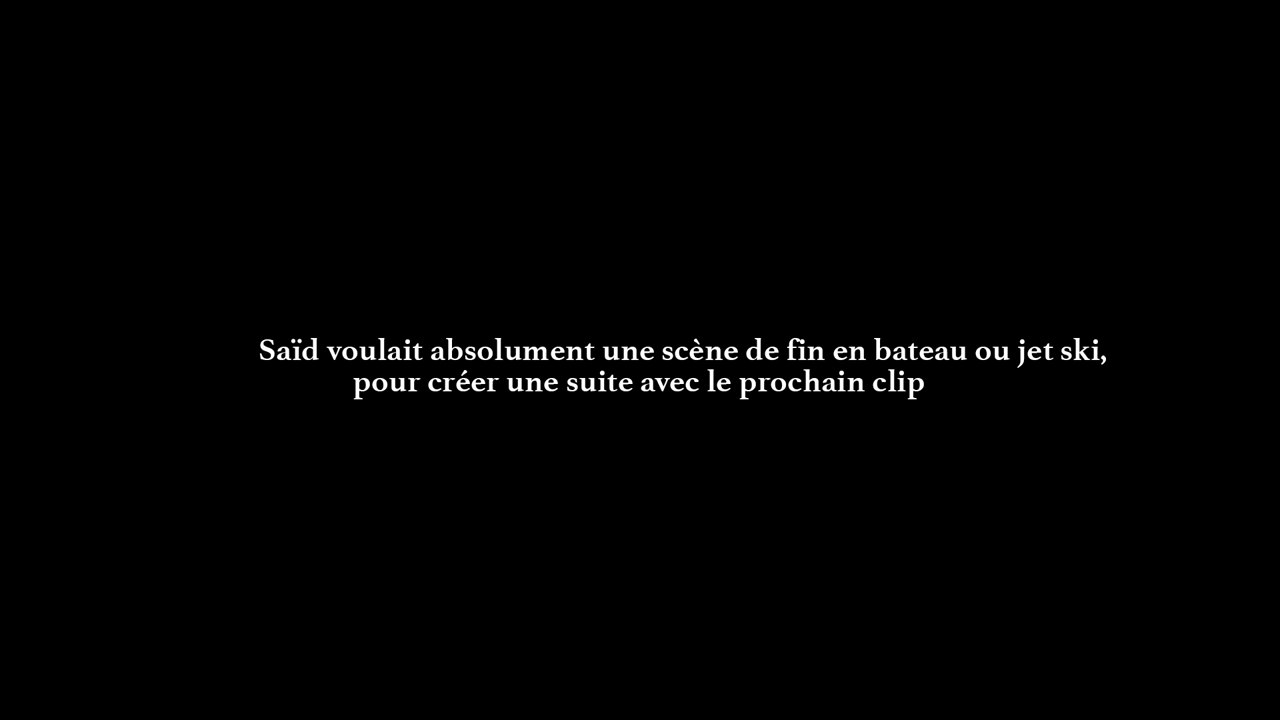 Saïd voulait absolument une scène de fin en bateau ou jet ski,
pour créer une suite avec le prochain clip